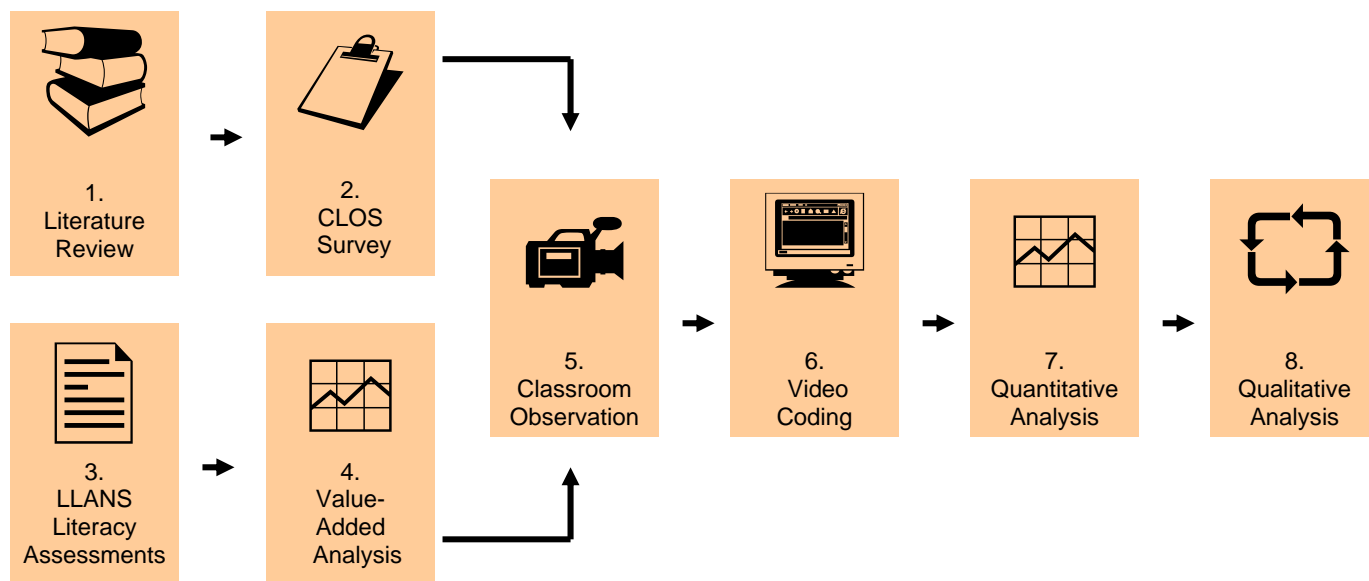 1.
Literature
Review
2.
CLOS
Survey
3.
LLANS
Literacy
Assessments
4.
Value-
Added
Analysis
5.
Classroom
Observation
6.
Video
Coding
7.
Quantitative
Analysis
8.
Qualitative
Analysis